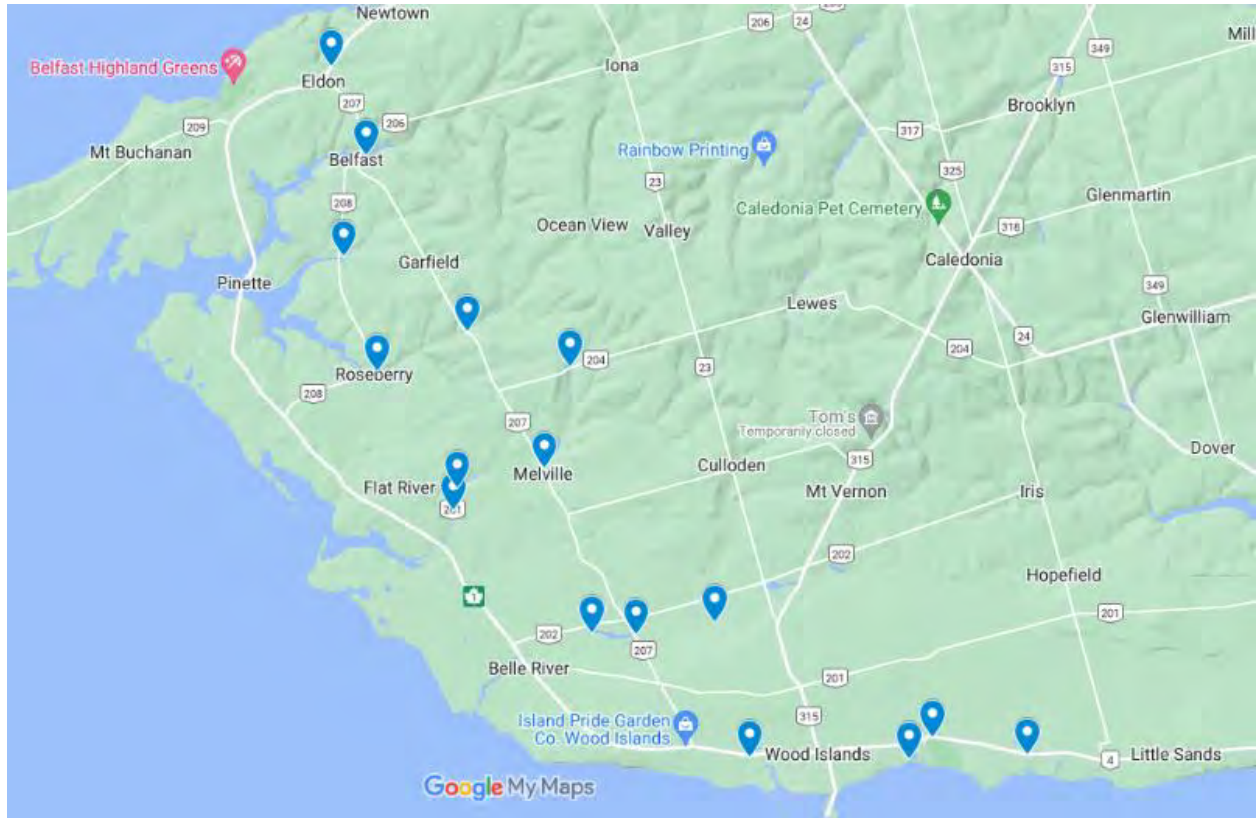 Newtown
206
24
25
Mill
Belfast Highland Greens
Eldon
Iona
315
349
207
Brooklyn
209
206
317
Mt Buchanan
Belfast
Rainbow Printing
325
23
Glenmartin
208
Caledonia Pet Cemetery
Ocean View
Valley
316
Garfield
Caledonia
Pinette
349
Lewes
Glenwilliam
24
204
204
Roseberry
23
208
207
Tom's
Temporarily closed
Dover
Melville
Culloden
315
Flat River
Mt Vernon
Iris
201
202
Hopefield
1
201
202
207
Belle River
201
Island Pride Garden
Co. Wood Islands
315
Wood Islands
4
Little Sands
Google My Maps